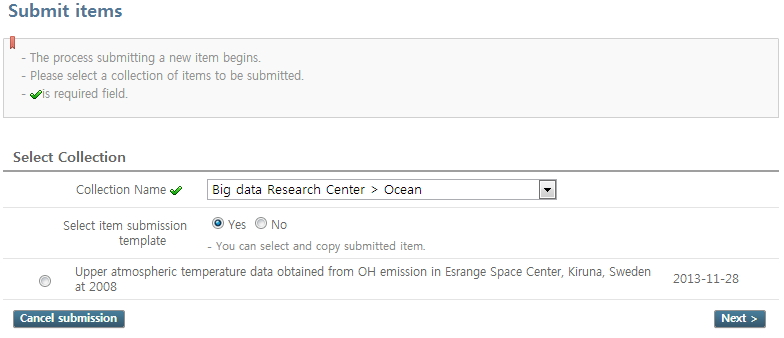 Submit items
- The process submitting a new item begins.
- Please select a collection of items to be submitted.
- is required field.
Select Collection
Collection Name
Big data Research Center > Ocean
Select item submission
template
Yes No
- You can select and copy submitted item.
Upper atmospheric temperature data obtained from OH emission in Esrange Space Center, Kiruna, Sweden
at 2008
2013-11-28
Cancel submission
Next >